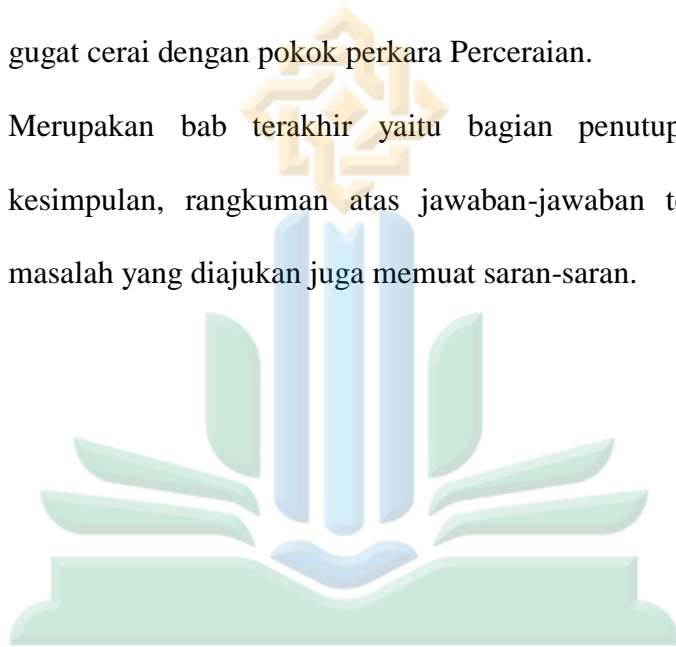 gugat cerai dengan pokok perkara Perceraian.
Merupakan bab terakhir yaitu bagian penutup
kesimpulan, rangkuman atas jawaban-jawaban
masalah yang diajukan juga memuat saran-saran.